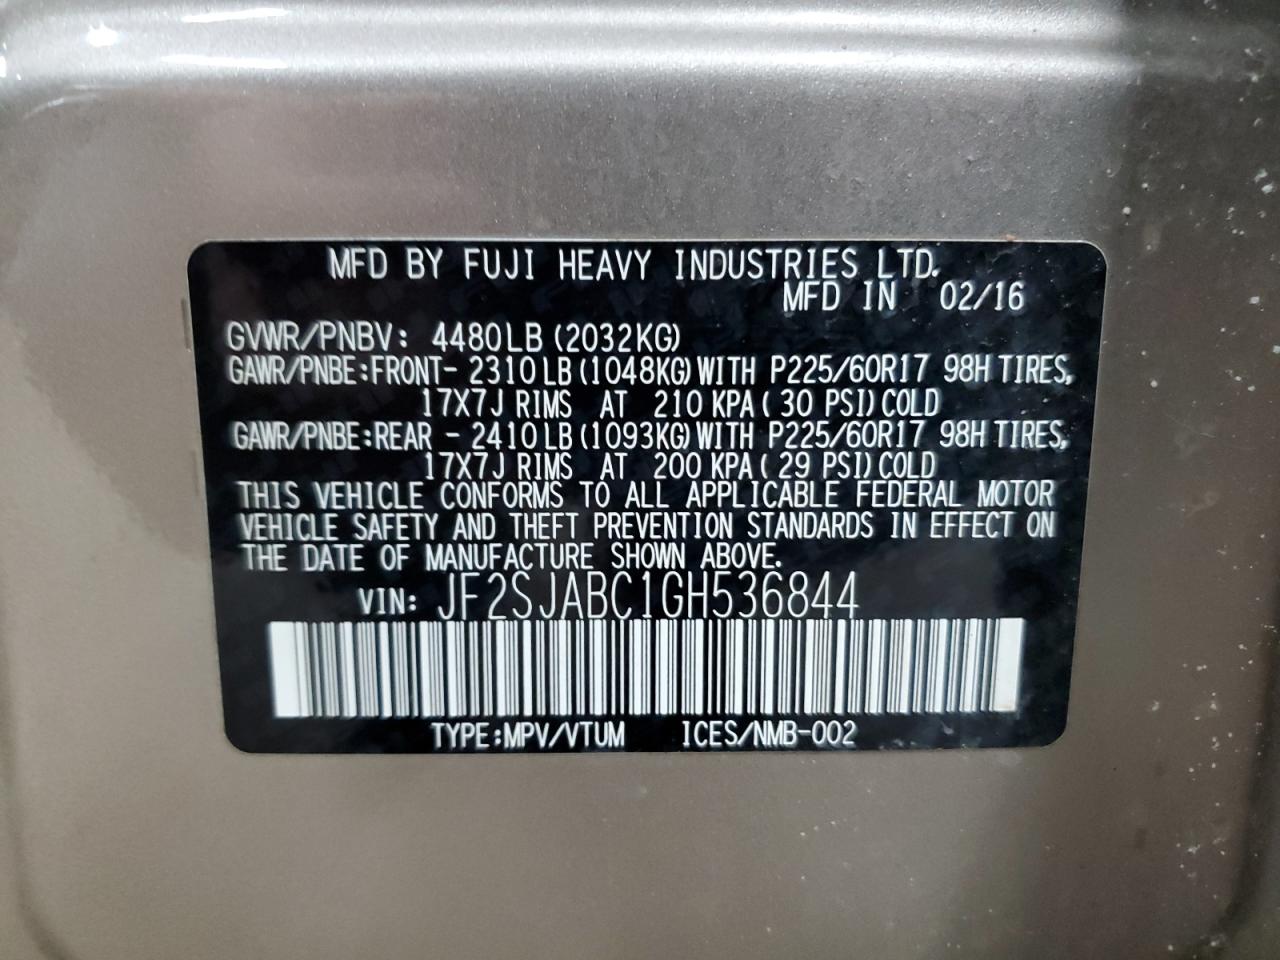 MFD BY FUJI HEAVY INDUSTRIES LTD.
MFD IN 02/16
GVWR/PNBV: 4480LB (2032KG)
GAWR/PNBE:FRONT- 2310 LB (1048KG) WITH P225/60R17 98H TIRES,
17X7J RIMS AT 210 KPA ( 30 PSI) COLD
GAWR/PNBE:REAR - 2410 LB (1093KG) WITH P225/60R17 98H TIRES,
17X7J RIMS AT 200 KPA ( 29 PSI) COLD
THIS VEHICLE CONFORMS TO ALL APPLICABLE FEDERAL MOTOR
VEHICLE SAFETY AND THEFT PREVENTION STANDARDS IN EFFECT ON
THE DATE OF MANUFACTURE SHOWN ABOVE.
VIN: JF2SJABC1GH536844
TYPE:MPV/VTUM ICES/NMB-002